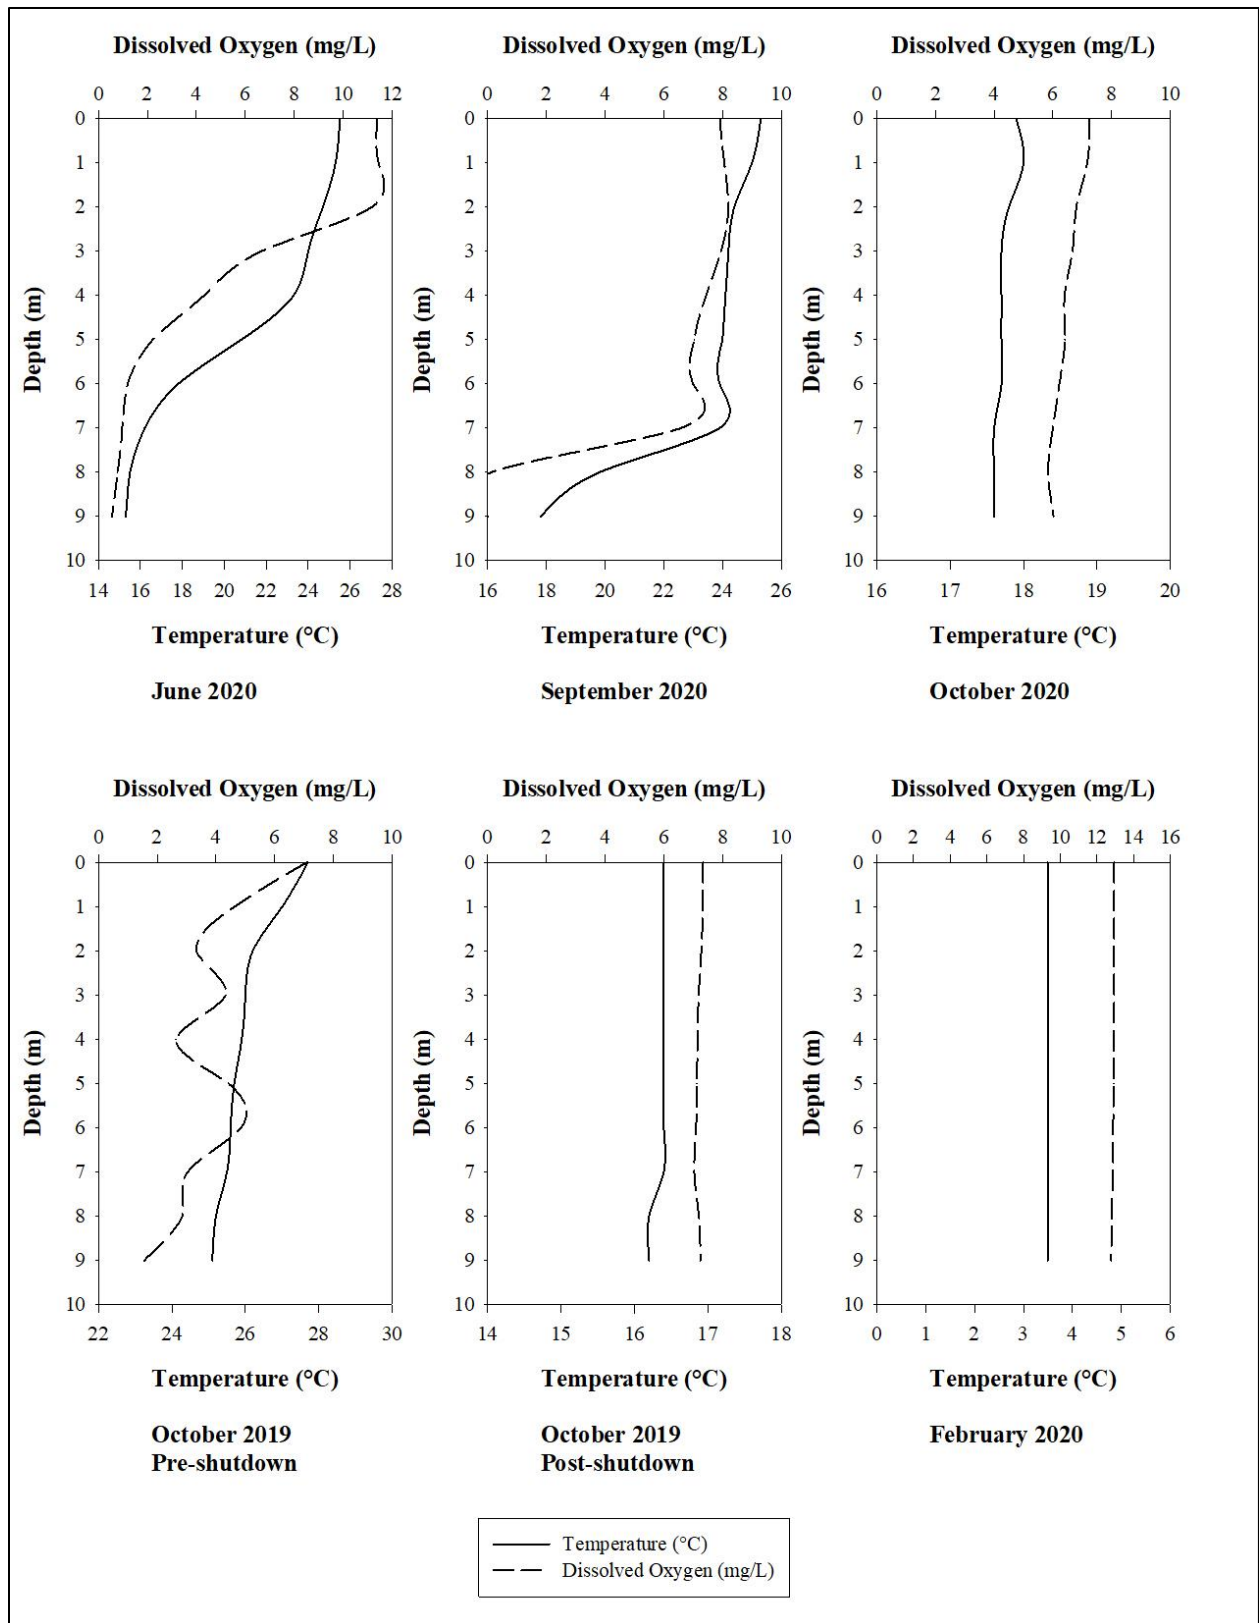 Dissolved Oxygen (mg/L) Dissolved Oxygen (mg/L) Dissolved Oxygen (mg/L)
0 2 4 6 8 10 12 0 2 4 6 8 10 0 2 4 6 8 10
0 0 0
1 1 1
2 2 2
3 3 3
4 4 4
5 5 5
6 6 6
7 7 7
8 8 8
9 9 9
10 10 10
Depth (m) Depth (m) Depth (m)
14 16 18 20 22 24 26 28 16 18 20 22 24 26 16 17 18 19 20
Temperature (°C) Temperature (°C) Temperature (°C)
June 2020 September 2020 October 2020
Dissolved Oxygen (mg/L) Dissolved Oxygen (mg/L) Dissolved Oxygen (mg/L)
0 2 4 6 8 10 0 2 4 6 8 10 0 2 4 6 8 10 12 14 16
0 0 0
1 1 1
2 2 2
3 3 3
4 4 4
5 5 5
6 6 6
7 7 7
8 8 8
9 9 9
10 10 10
Depth (m) Depth (m) Depth (m)
22 24 26 28 30 14 15 16 17 18 0 1 2 3 4 5 6
Temperature (°C) Temperature (°C) Temperature (°C)
October 2019 October 2019 February 2020
Pre-shutdown Post-shutdown
Temperature (°C)
Dissolved Oxygen (mg/L)